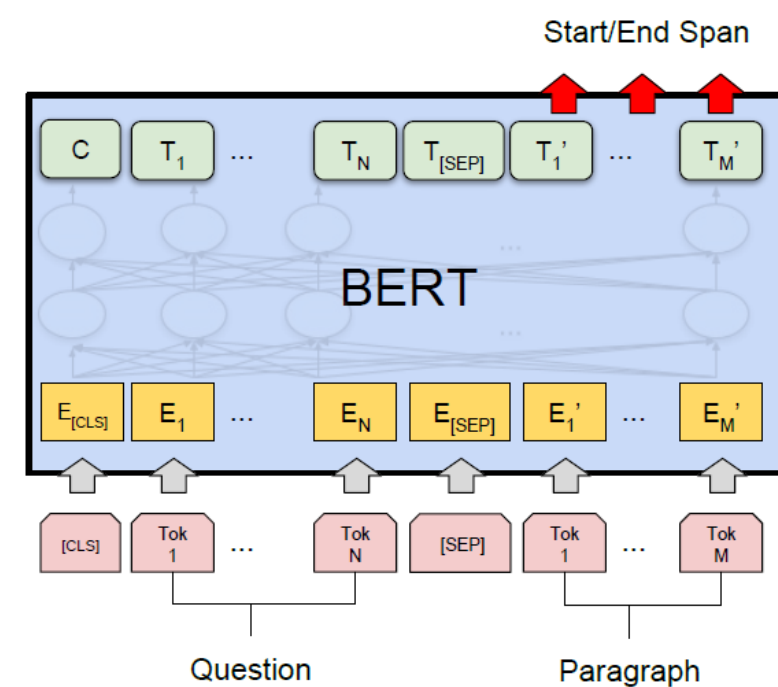 Start/End Span
C T1 ... TN T[SEP] T1’ ... TM’
...
BERT
...
E[CLS] E1 ... EN E[SEP] E1’ ... EM’
[CLS] Tok 1 ... Tok N [SEP] Tok 1 ... Tok M
Question Paragraph